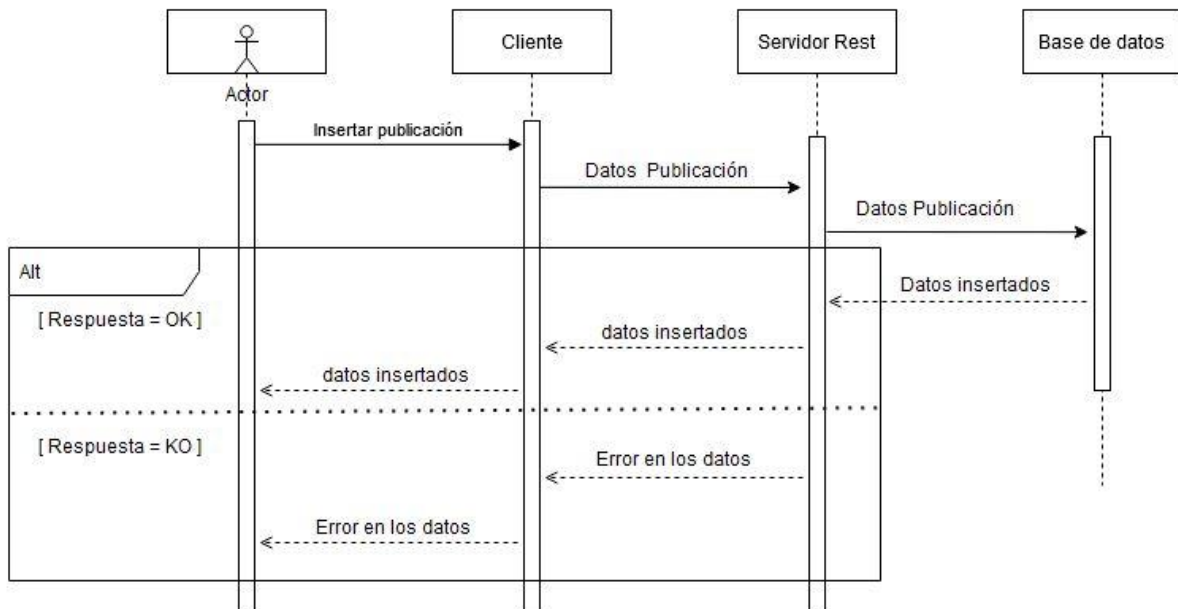 Actor
Cliente
Servidor Rest
Base de datos
Insertar publicación
Datos Publicación
Datos Publicación
Alt
Datos insertados
[ Respuesta = OK ]
datos insertados
datos insertados
[ Respuesta = KO ]
Error en los datos
Error en los datos